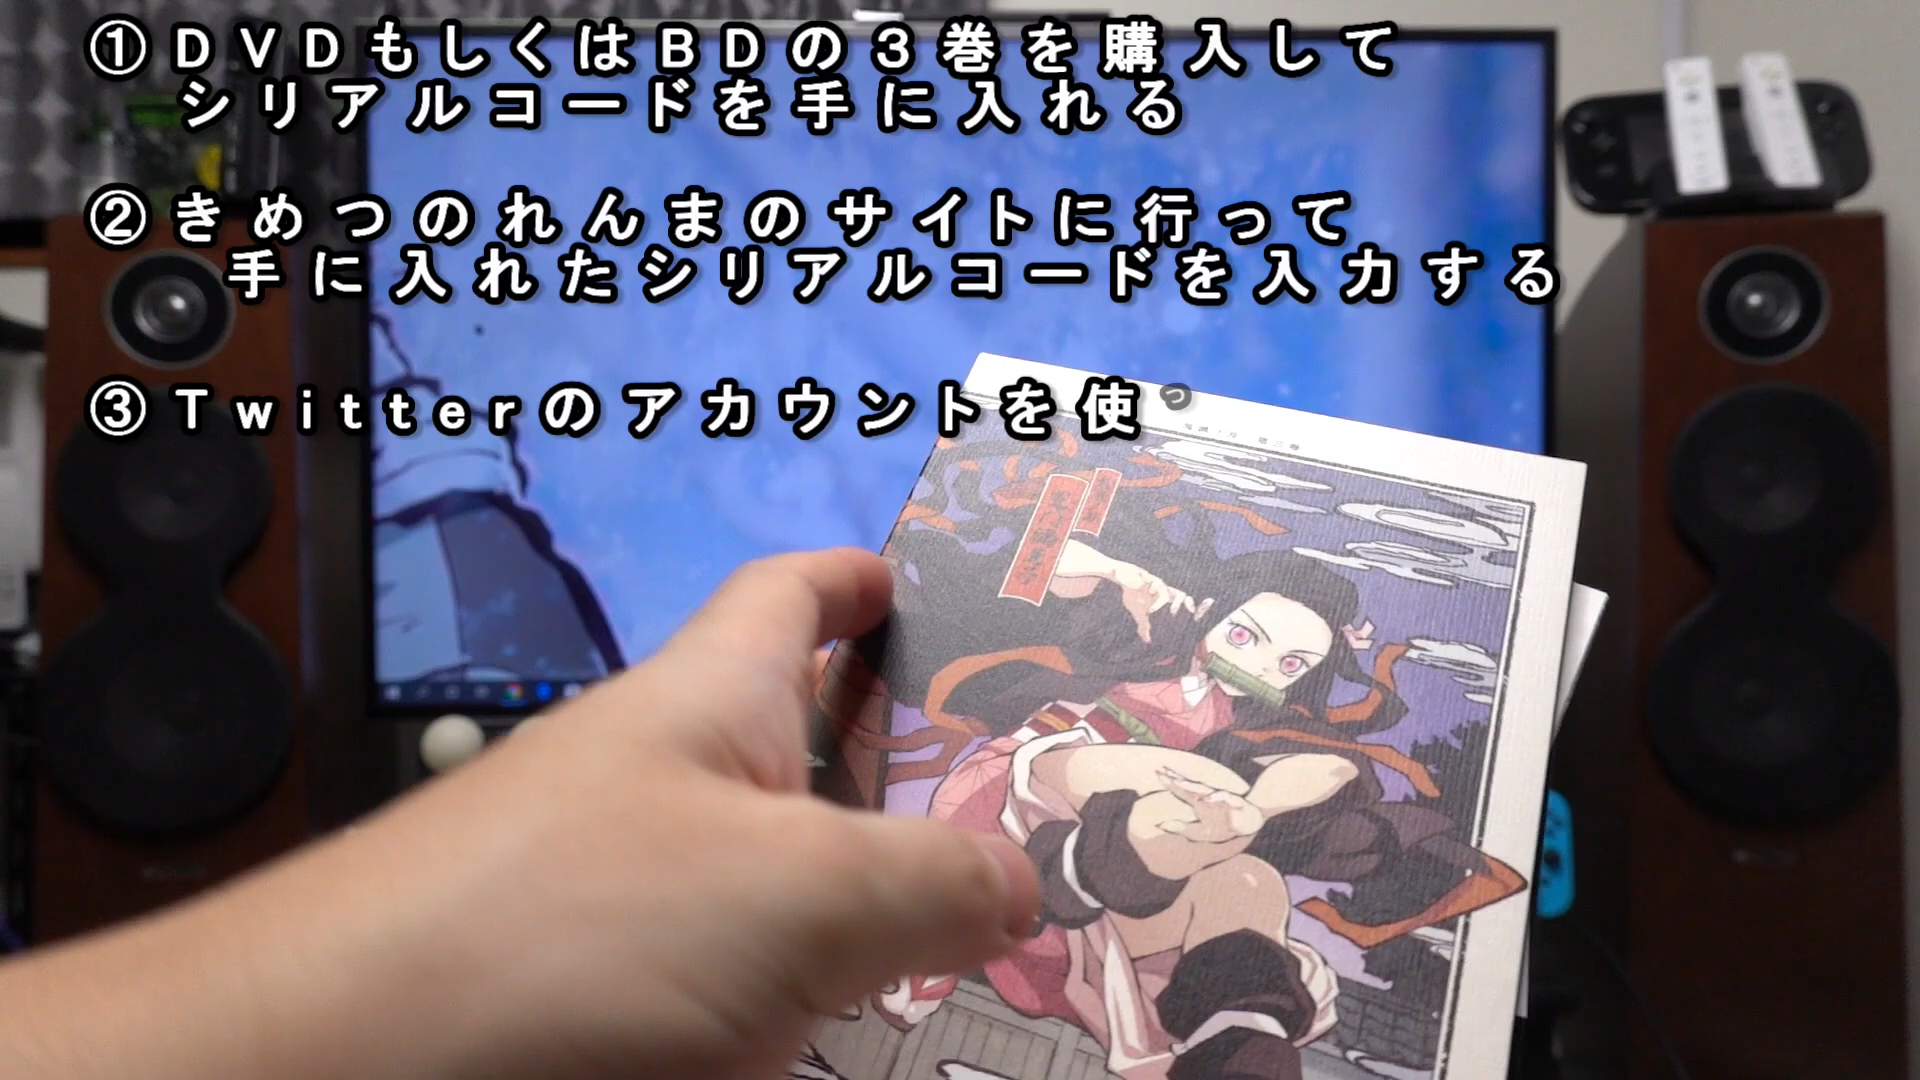 ①DVDもしくはBDの3巻を購入して
シリアルコードを手に入れる
②きめつのれんまのサイトに行って
手に入れたシリアルコードを入力する
③Twitterのアカウントを使っ